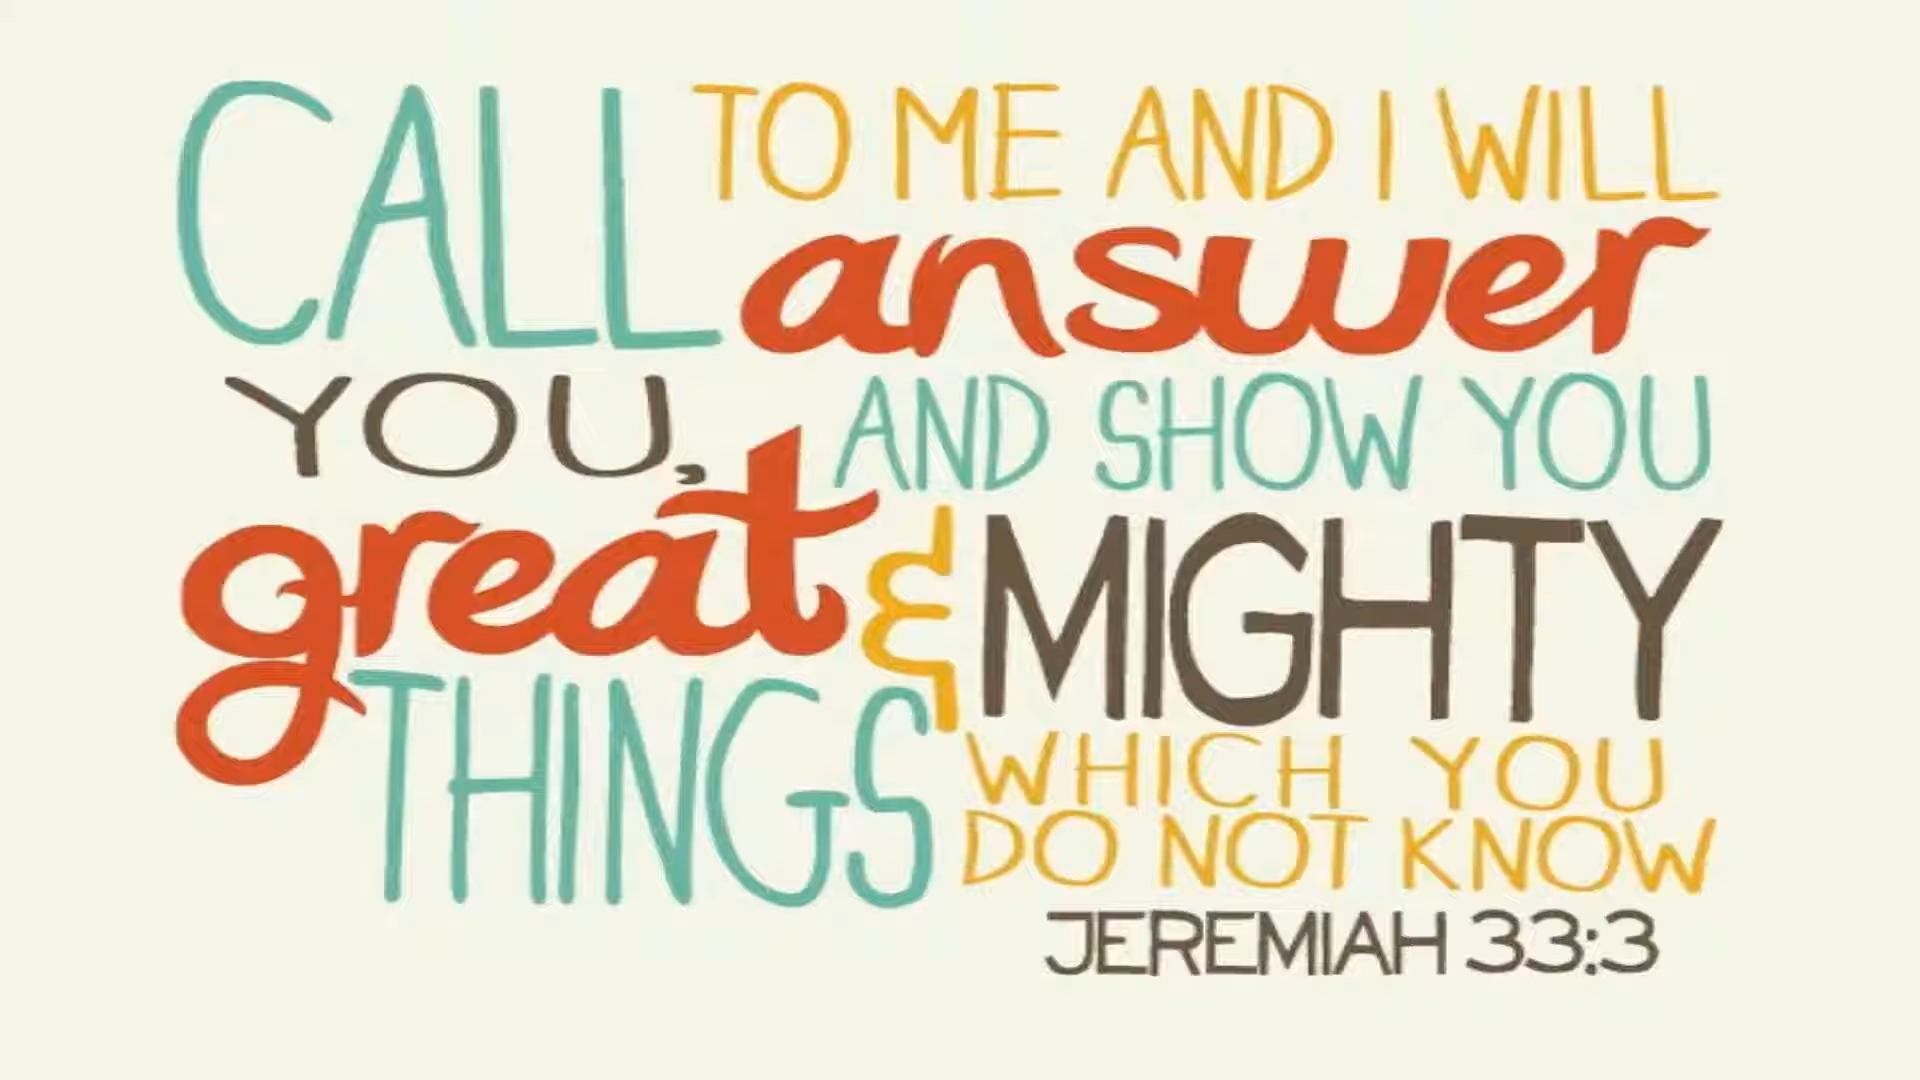 CALL TO ME AND I WILL
answer
YOU, AND SHOW YOU
great & MIGHTY
THINGS WHICH YOU
DO NOT KNOW
JEREMIAH 33:3